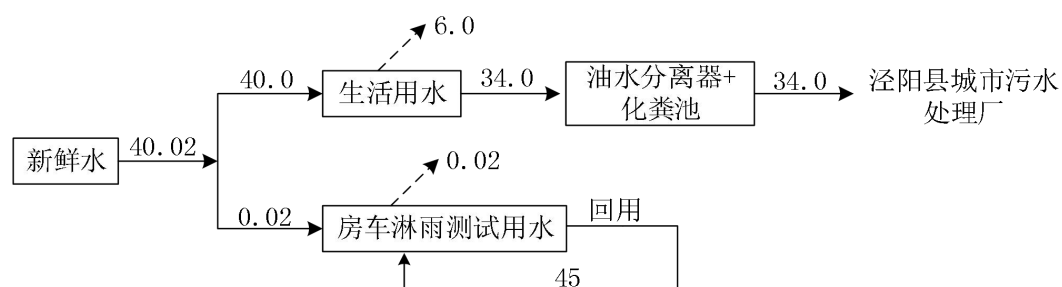 6.0
40.0
生活用水
34.0
油水分离器+
化粪池
34.0
泾阳县城市污水
处理厂
新鲜水
40.02
0.02
0.02
房车淋雨测试用水
回用
45